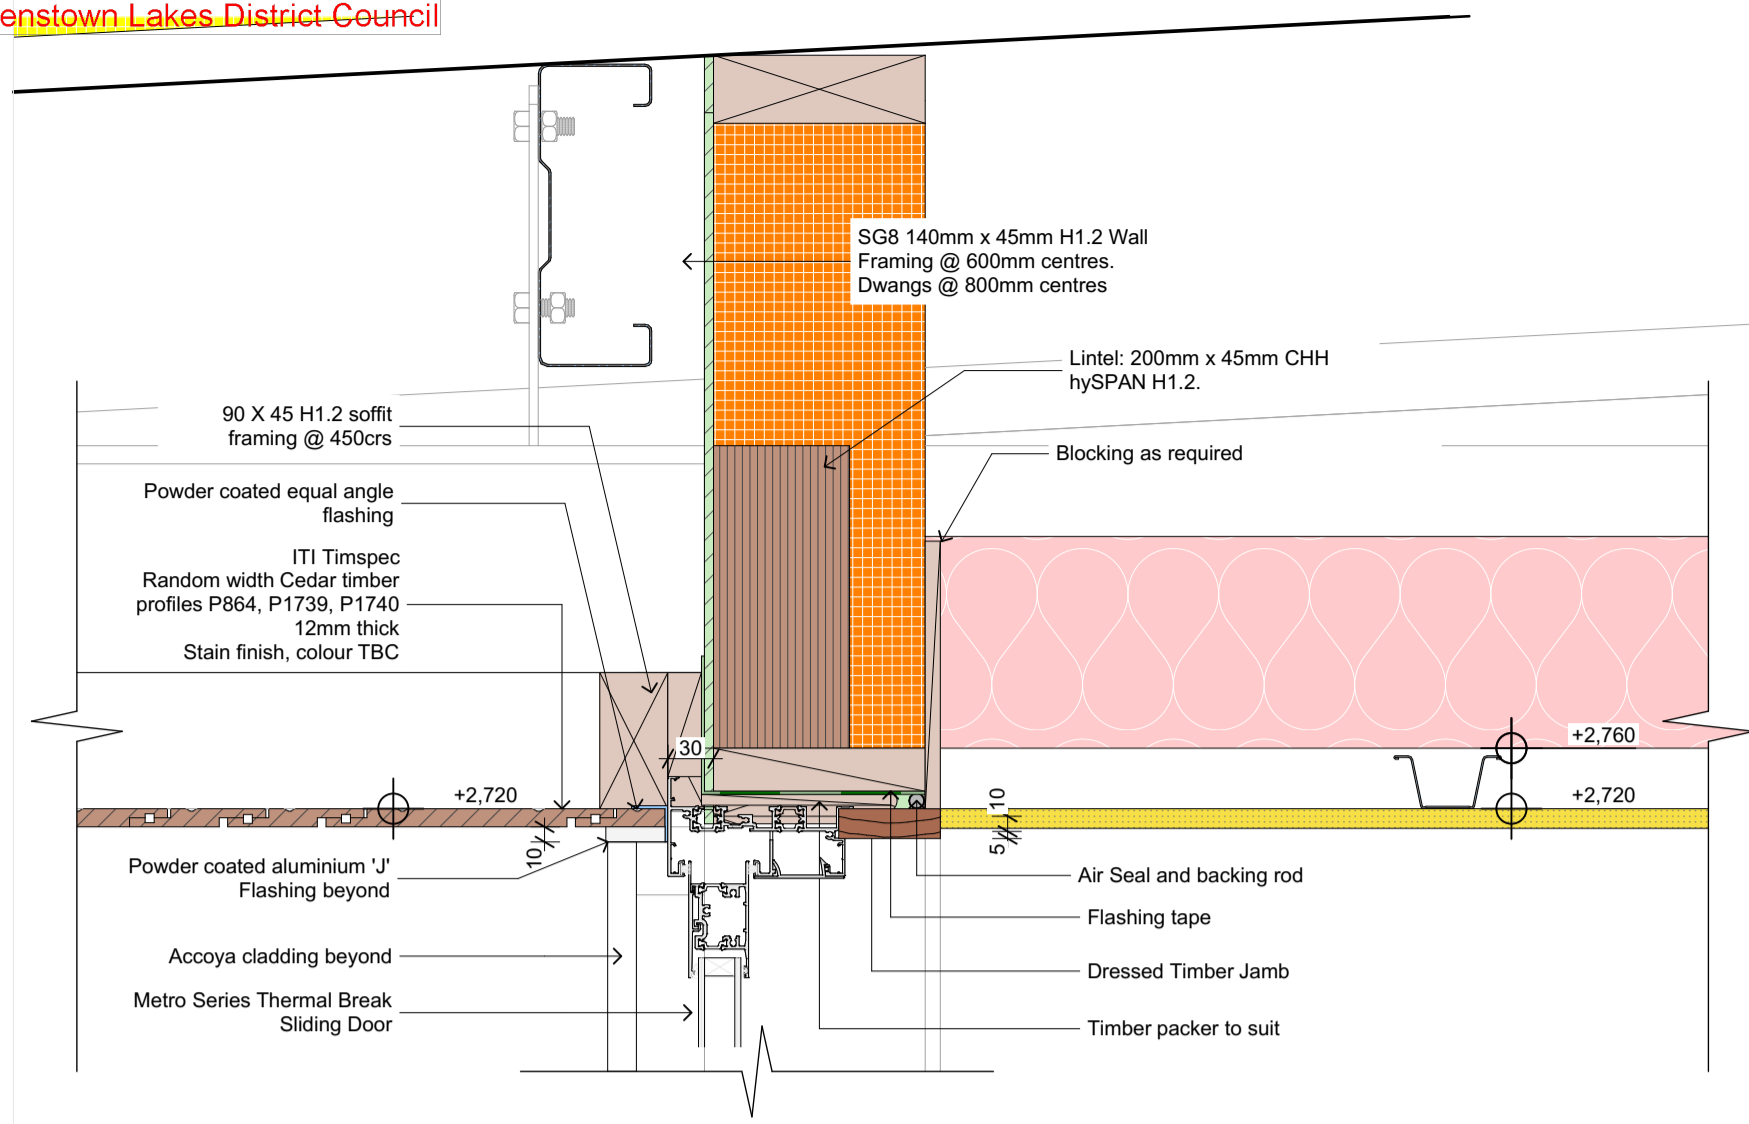 enstown Lakes District Council
SG8 140mm x 45mm H1.2 Wall
Framing @ 600mm centres.
Dwangs @ 800mm centres
Lintel: 200mm x 45mm CHH
hySPAN H1.2.
90 X 45 H1.2 soffit
framing @ 450crs
Blocking as required
Powder coated equal angle
flashing
ITI Timspec
Random width Cedar timber
profiles P864, P1739, P1740
12mm thick
Stain finish, colour TBC
30
+2,760
+2,720
+2,720
10
5
10
Powder coated aluminium 'J'
Flashing beyond
Air Seal and backing rod
Flashing tape
Accoya cladding beyond
Dressed Timber Jamb
Metro Series Thermal Break
Sliding Door
Timber packer to suit